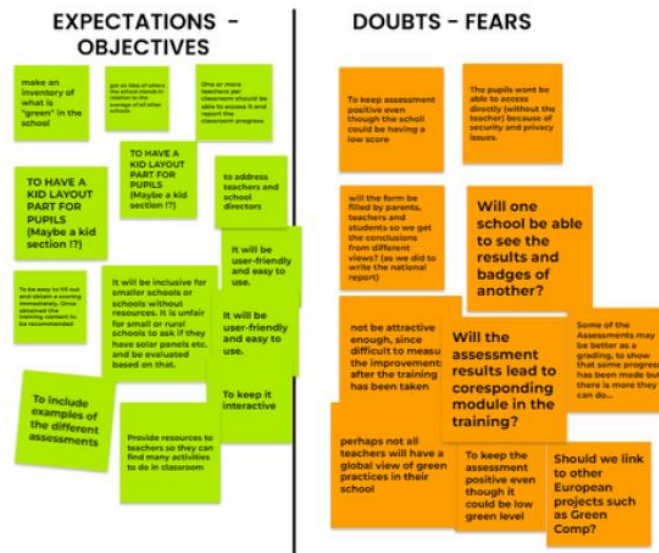 EXPECTATIONS -
OBJECTIVES
make an
inventory of
what is
"green" in the
school
got an idea of where
the school stands in
relation to the
average of all other
schools
One or more
teachers per
classroom should be
able to access it and
report the
classroom progress
TO HAVE A
KID LAYOUT
PART FOR
PUPILS
(Maybe a kid
section !?)
TO HAVE A
KID LAYOUT
PART FOR
PUPILS
(Maybe a kid
section !?)
to address
teachers and
school
directors
It will be
user-friendly
and easy to
use.
To be easy to fill out
and obtain a scoring
immediately. Once
obtained the
training content to
be recommended
It will be inclusive for
smaller schools or
schools without
resources. It is unfair
for small or rural
schools to ask if they
have solar panels etc.
and be evaluated
based on that.
It will be
user-friendly
and easy to
use.
To include
examples of
the different
assessments
Provide resources to
teachers so they can
find many activities
to do in classroom
To keep it
interactive
DOUBTS - FEARS
To keep assessment
positive even
though the scholl
could be having a
low score
The pupils wont be
able to access
directly (without the
teacher) because of
security and privacy
issues.
will the form be
filled by parents,
teachers and
students so we get
the conclusions
from different
views? (as we did to
write the national
report)
Will one
school be able
to see the
results and
badges of
another?
not be attractive
enough, since
difficult to measu
the improvement
after the training
has been taken
Will the
assessment
results lead to
coresponding
module in the
training?
Some of the
Assessments may
be better as a
grading, to show
that some progres
has been made but
there is more they
can do...
perhaps not all
teachers will have a
global view of green
practices in their
school
To keep the
assessment
positive even
though it
could be low
green level
Should we link
to other
European
projects such
as Green
Comp?